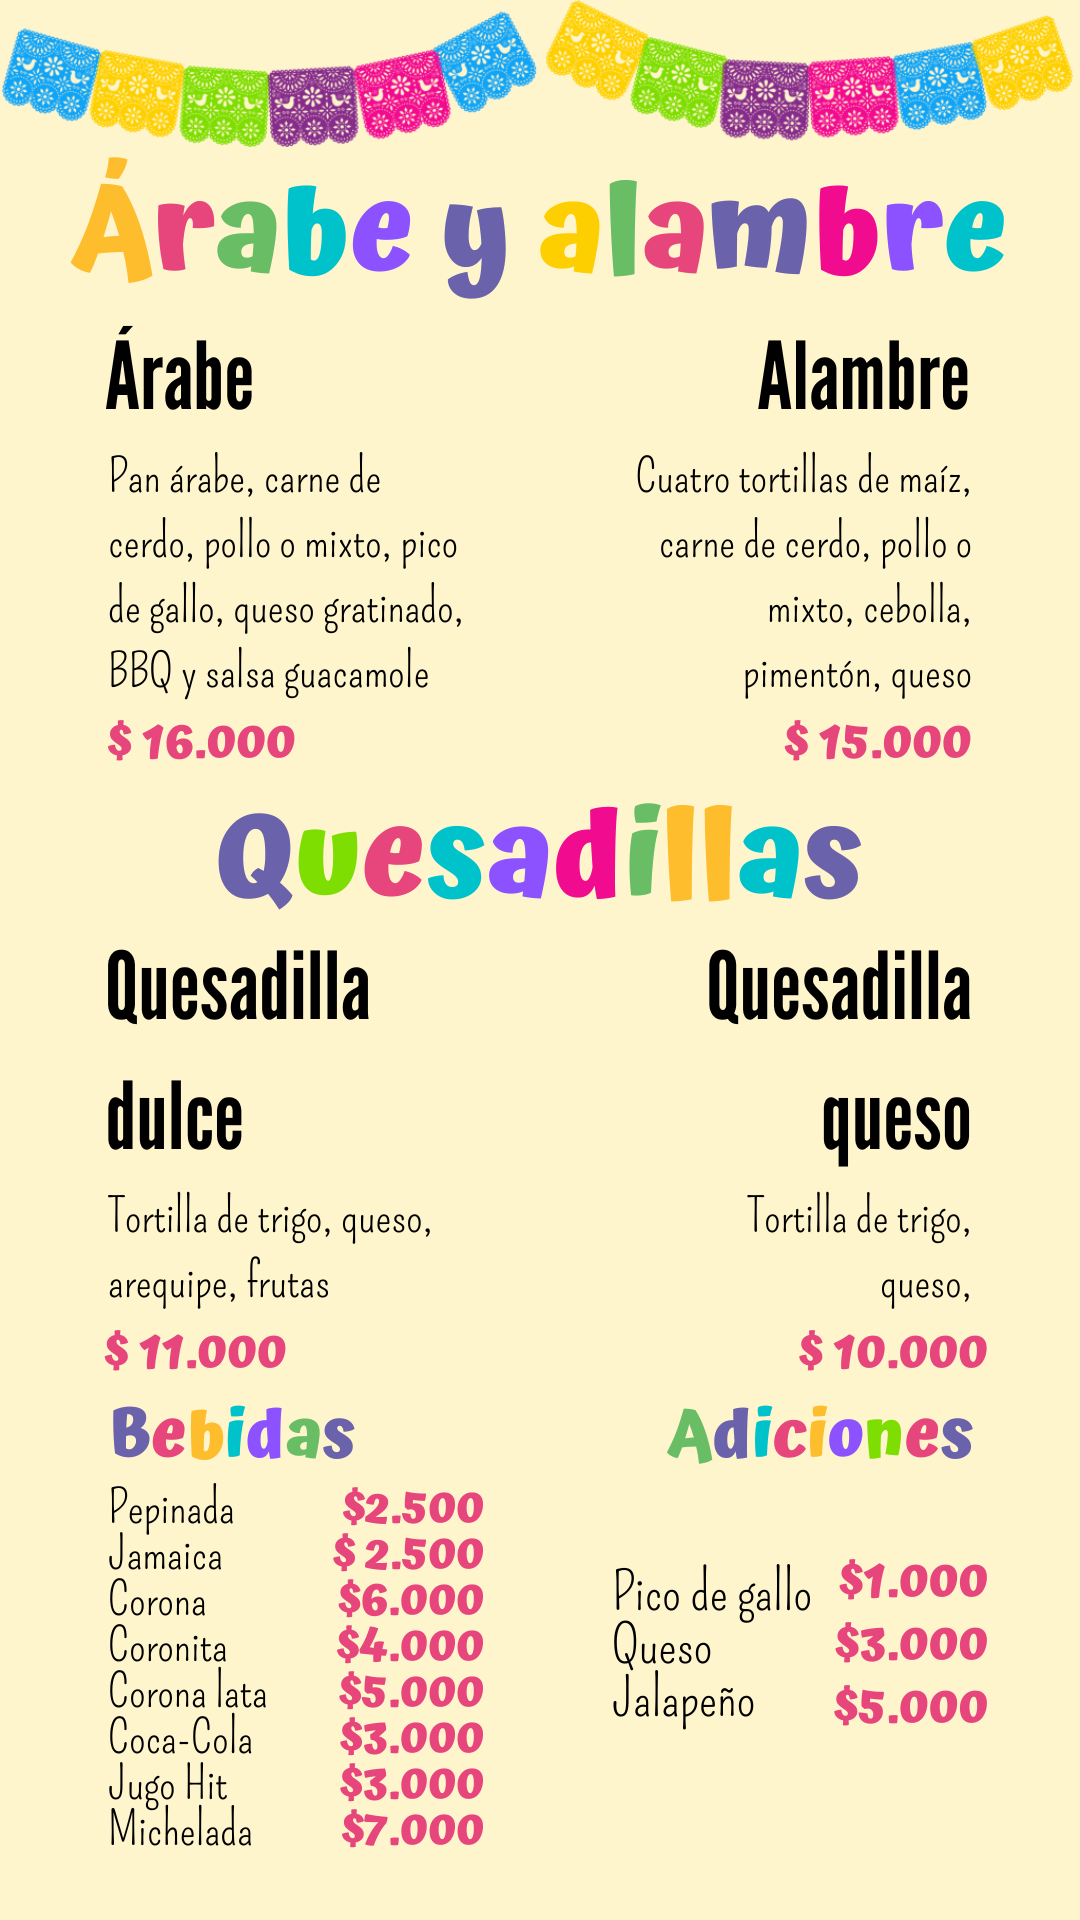 Árabe y alambre
Árabe
Pan árabe, carne de
cerdo, pollo o mixto, pico
de gallo, queso gratinado,
BBQ y salsa guacamole
$ 16.000
Alambre
Cuatro tortillas de maíz,
carne de cerdo, pollo o
mixto, cebolla,
pimentón, queso
$ 15.000
Quesadillas
Quesadilla
dulce
Tortilla de trigo, queso,
arequipe, frutas
$ 11.000
Quesadilla
queso
Tortilla de trigo,
queso,
$ 10.000
Bebidas
Pepinada $2.500
Jamaica $ 2.500
Corona $6.000
Coronita $4.000
Corona lata $5.000
Coca-Cola $3.000
Jugo Hit $3.000
Michelada $7.000
Adiciones
Pico de gallo $1.000
Queso $3.000
Jalapeño $5.000